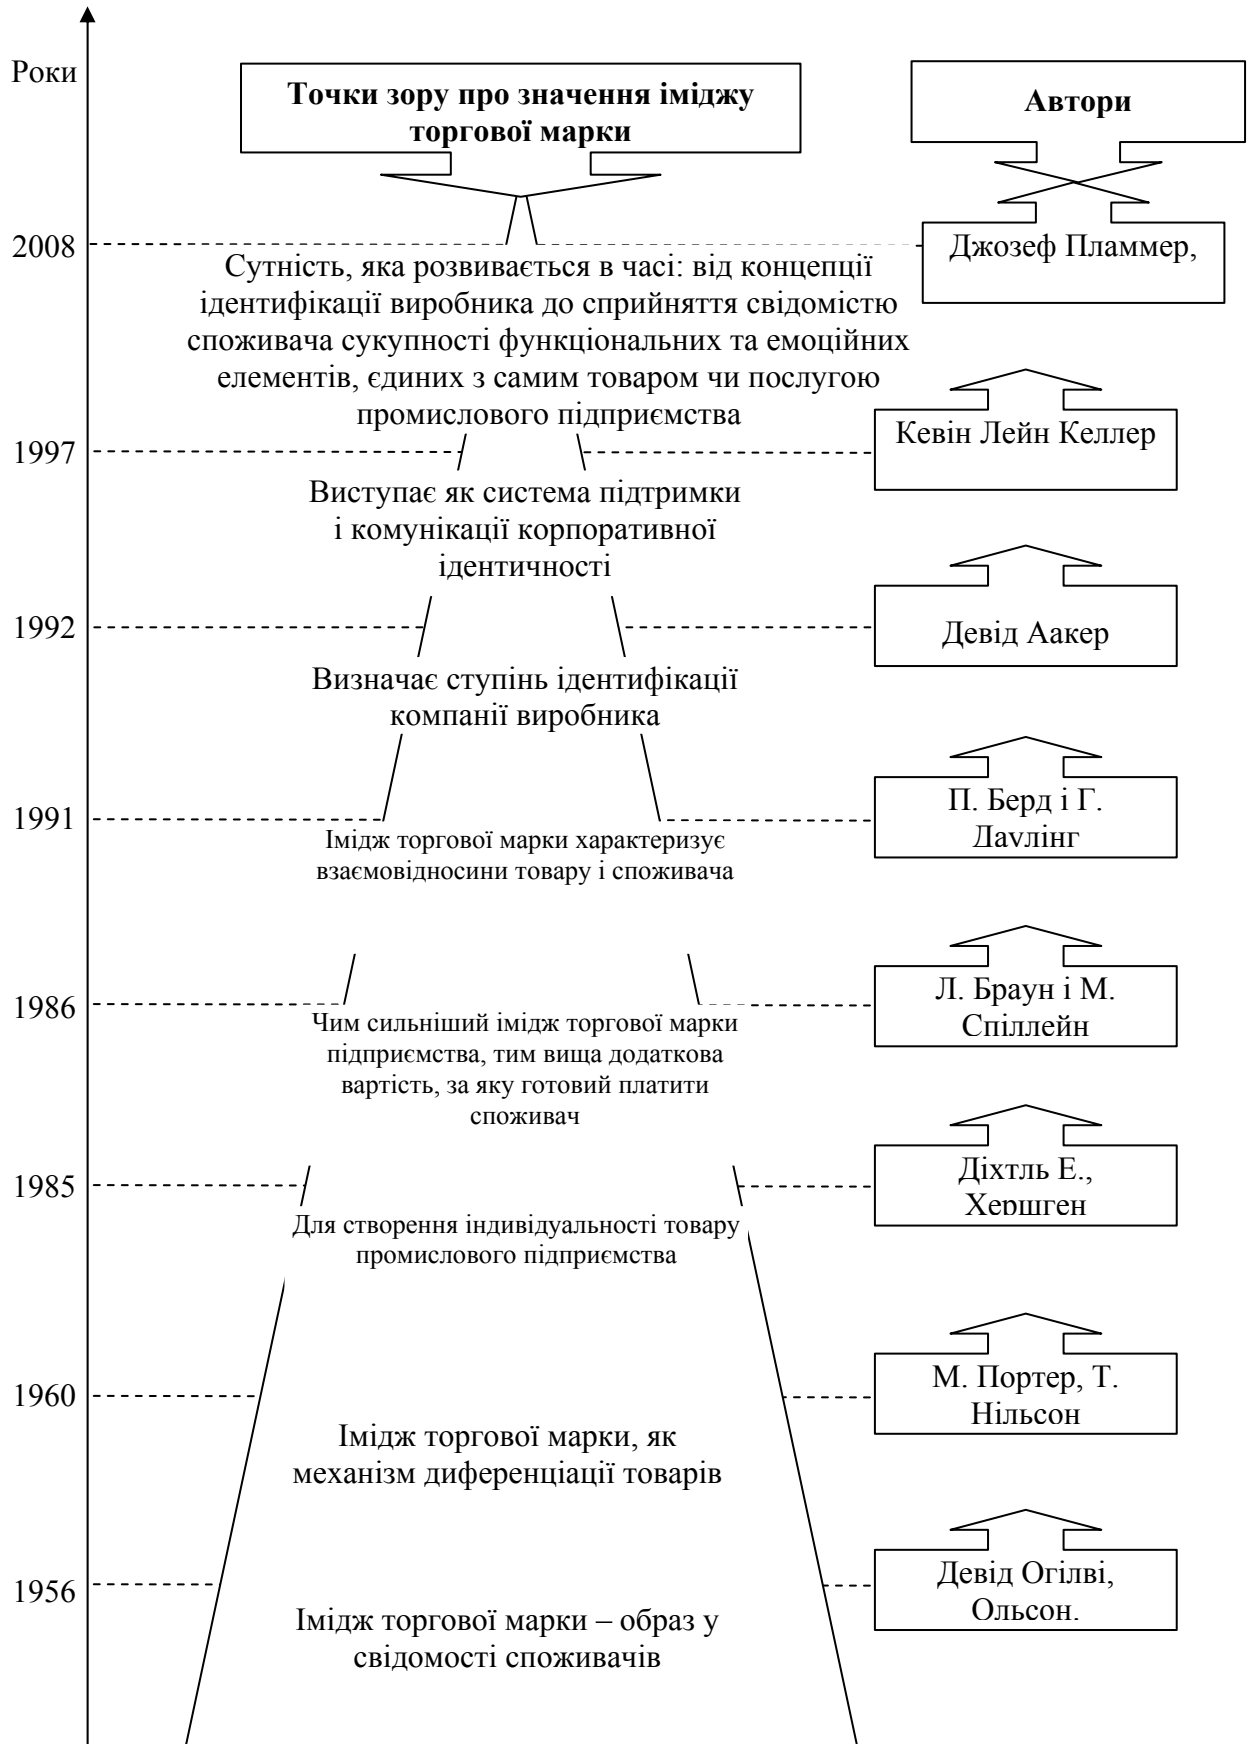 Роки
Точки зору про значення іміджу
торгової марки
Автори
2008
Джозеф Пламмер,
Сутність, яка розвивається в часі: від концепції
ідентифікації виробника до сприйняття свідомістю
споживача сукупності функціональних та емоційних
елементів, єдиних з самим товаром чи послугою
промислового підприємства
1997
Кевін Лейн Келлер
Виступає як система підтримки
і комунікації корпоративної
ідентичності
1992
Девід Аакер
Визначає ступінь ідентифікації
компанії виробника
1991
П. Берд і Г.
Даулінг
Імідж торгової марки характеризує
взаємовідносини товару і споживача
1986
Л. Браун і М.
Спіллейн
Чим сильніший імідж торгової марки
підприємства, тим вища додаткова
вартість, за яку готовий платити
споживач
1985
Діхтль Е.,
Хершген
Для створення індивідуальності товару
промислового підприємства
1960
М. Портер, Т.
Нільсон
Імідж торгової марки, як
механізм диференціації товарів
1956
Девід Огілві,
Ольсон.
Імідж торгової марки – образ у
свідомості споживачів